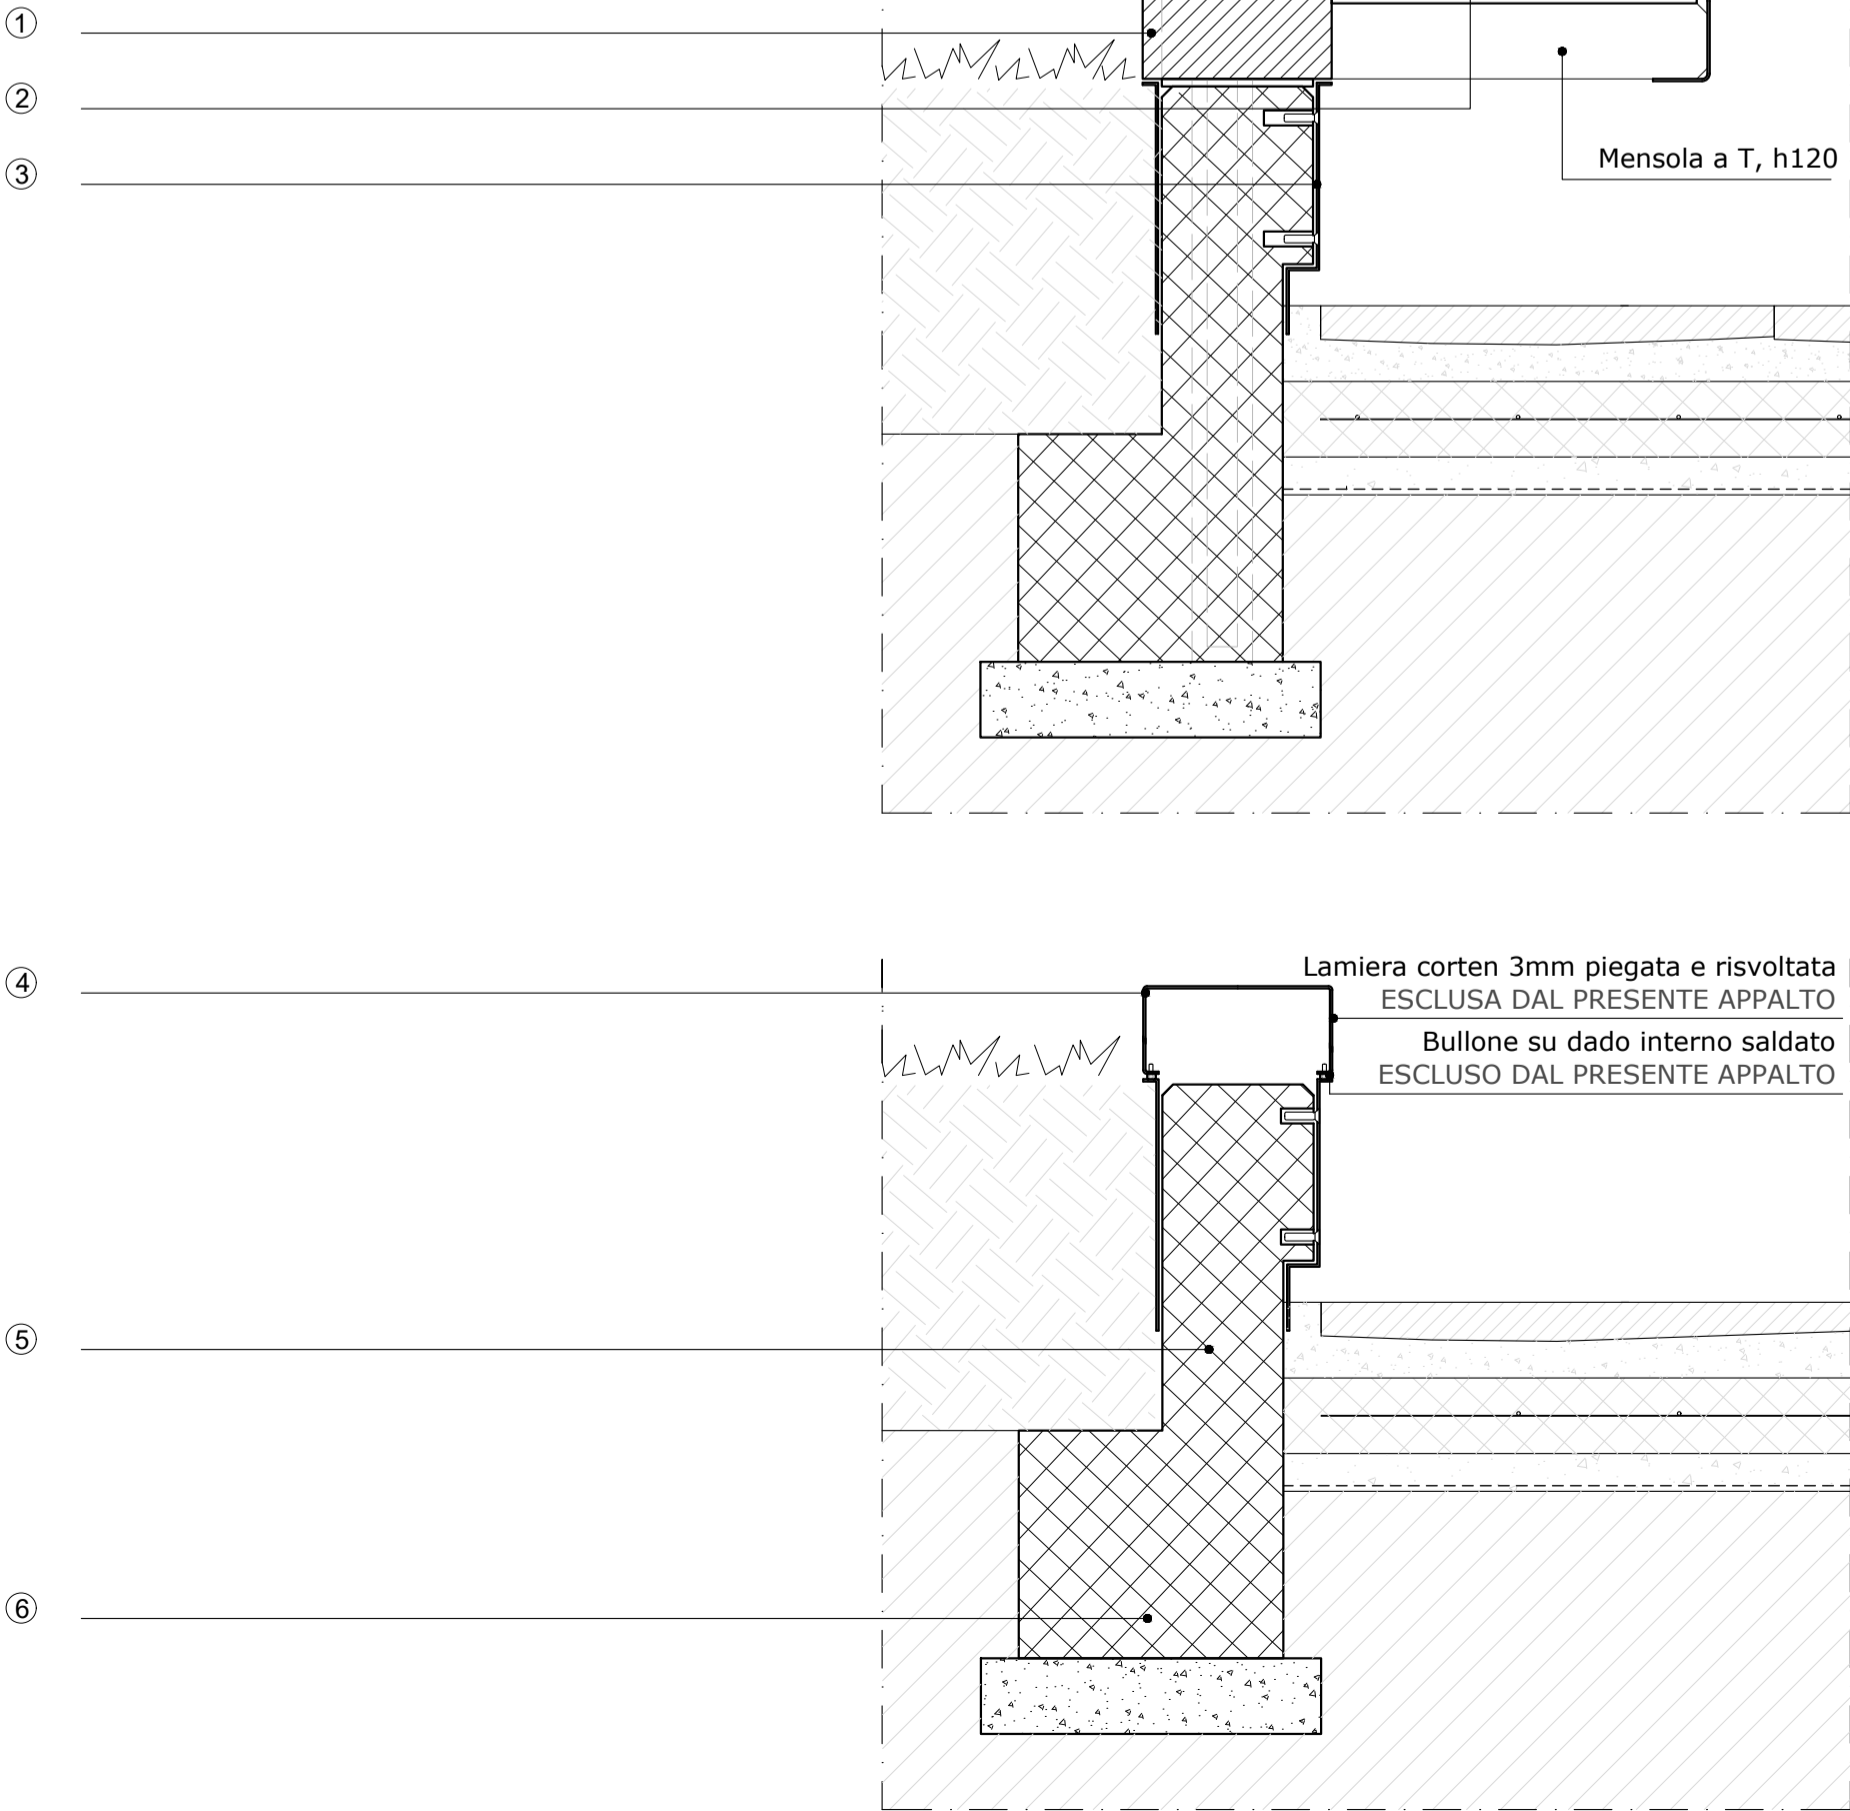 ①
②
③
Mensola a T, h120
④
Lamiera corten 3mm piegata e risvoltata
ESCLUSA DAL PRESENTE APPALTO
Bullone su dado interno saldato
ESCLUSO DAL PRESENTE APPALTO
⑤
⑥